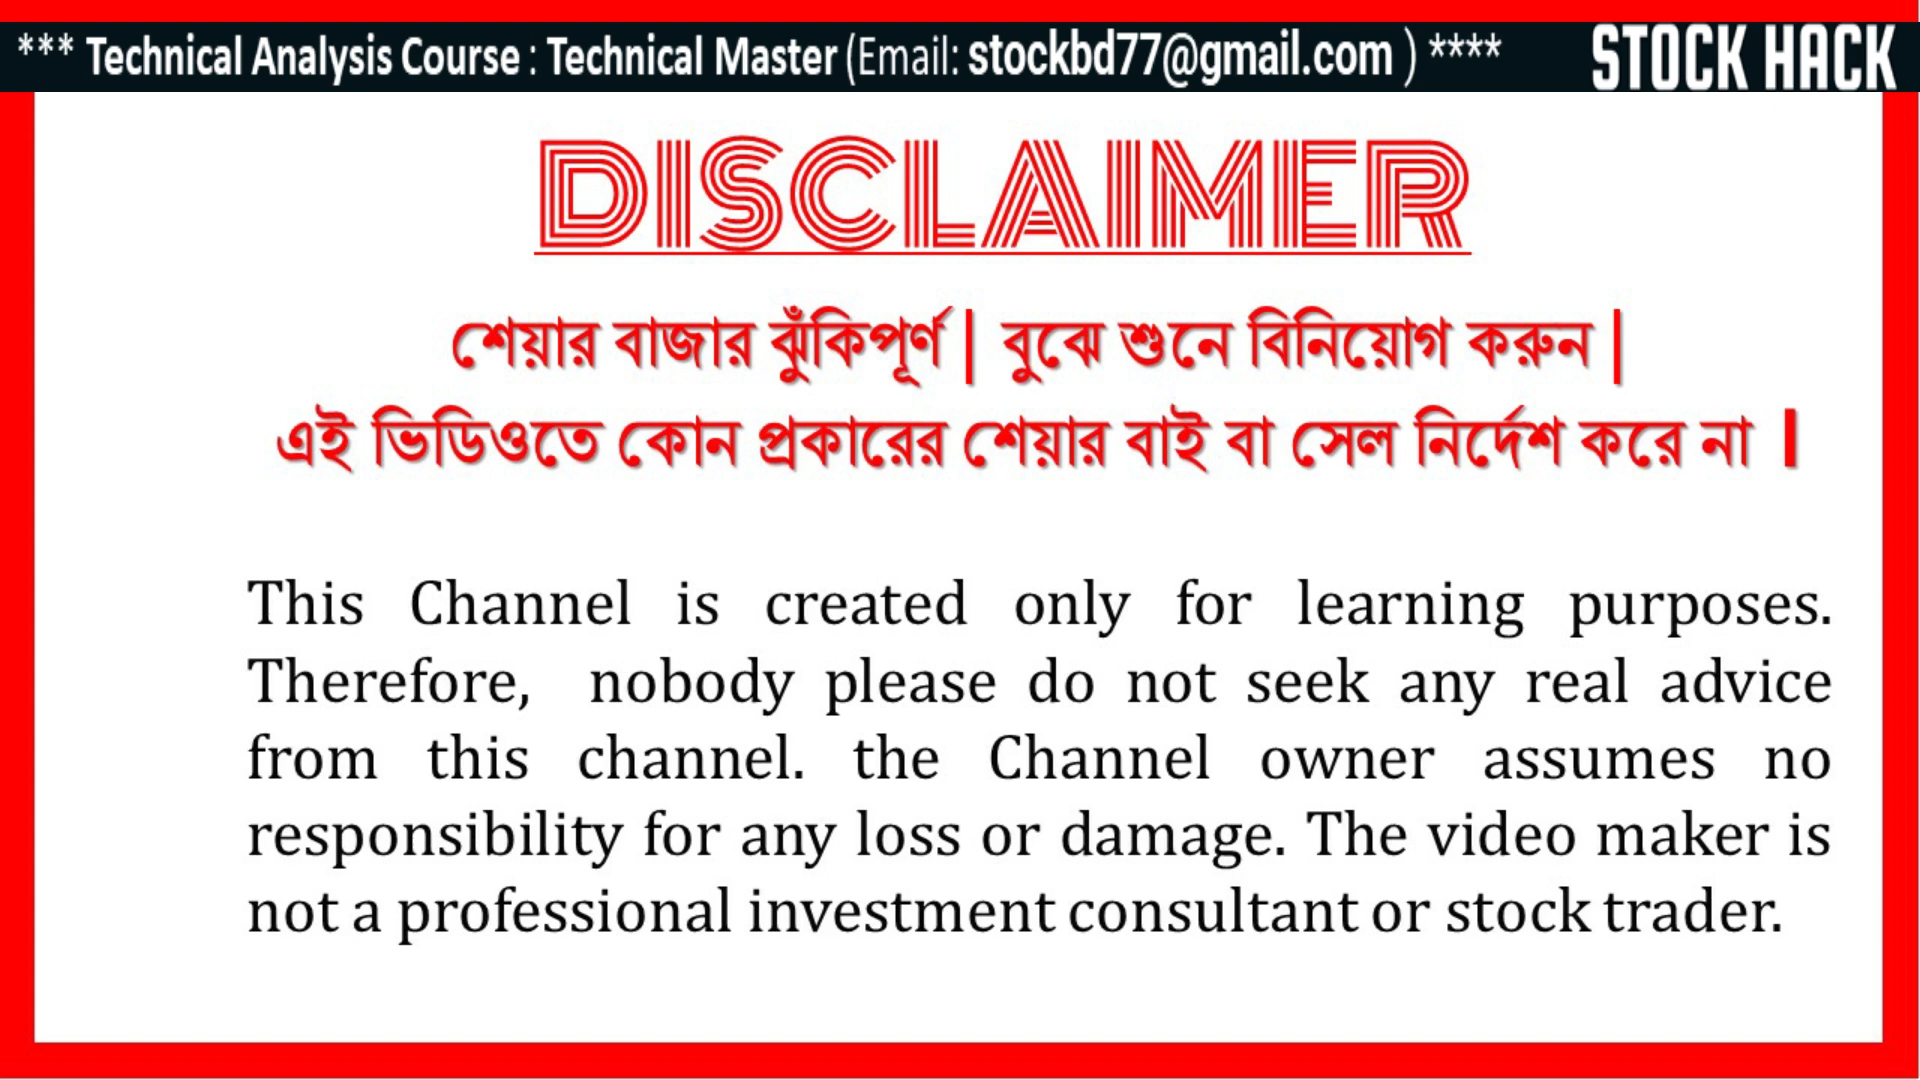 *** Technical Analysis Course : Technical Master (Email: stockbd77@gmail.com ) **** STOCK HACK
DISCLAIMER
শেয়ার বাজার ঝুঁকিপূর্ণ| বুঝে শুনে বিনিয়োগ করুন|
এই ভিডিওতে কোন প্রকারের শেয়ার বাই বা সেল নির্দেশ করে না ।
This Channel is created only for learning purposes.
Therefore, nobody please do not seek any real advice
from this channel. the Channel owner assumes no
responsibility for any loss or damage. The video maker is
not a professional investment consultant or stock trader.